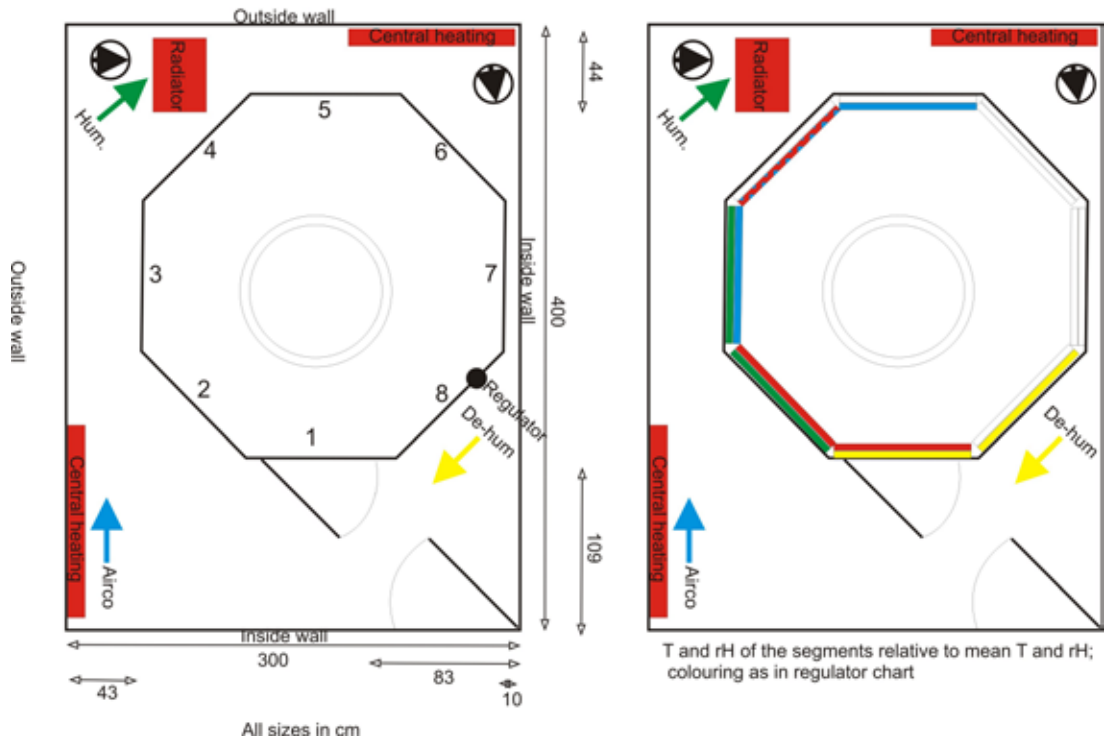 Outside wall
Central heating
Radiator
Hum.
5
4
6
3
7
2
8
1
Regulator
De-hum
Outside wall
Inside wall
Central heating
Airco
Inside wall
44
400
109
300
83
43
10
All sizes in cm
Central heating
Radiator
Hum.
De-hum
Central heating
Airco
T and rH of the segments relative to mean T and rH;
colouring as in regulator chart